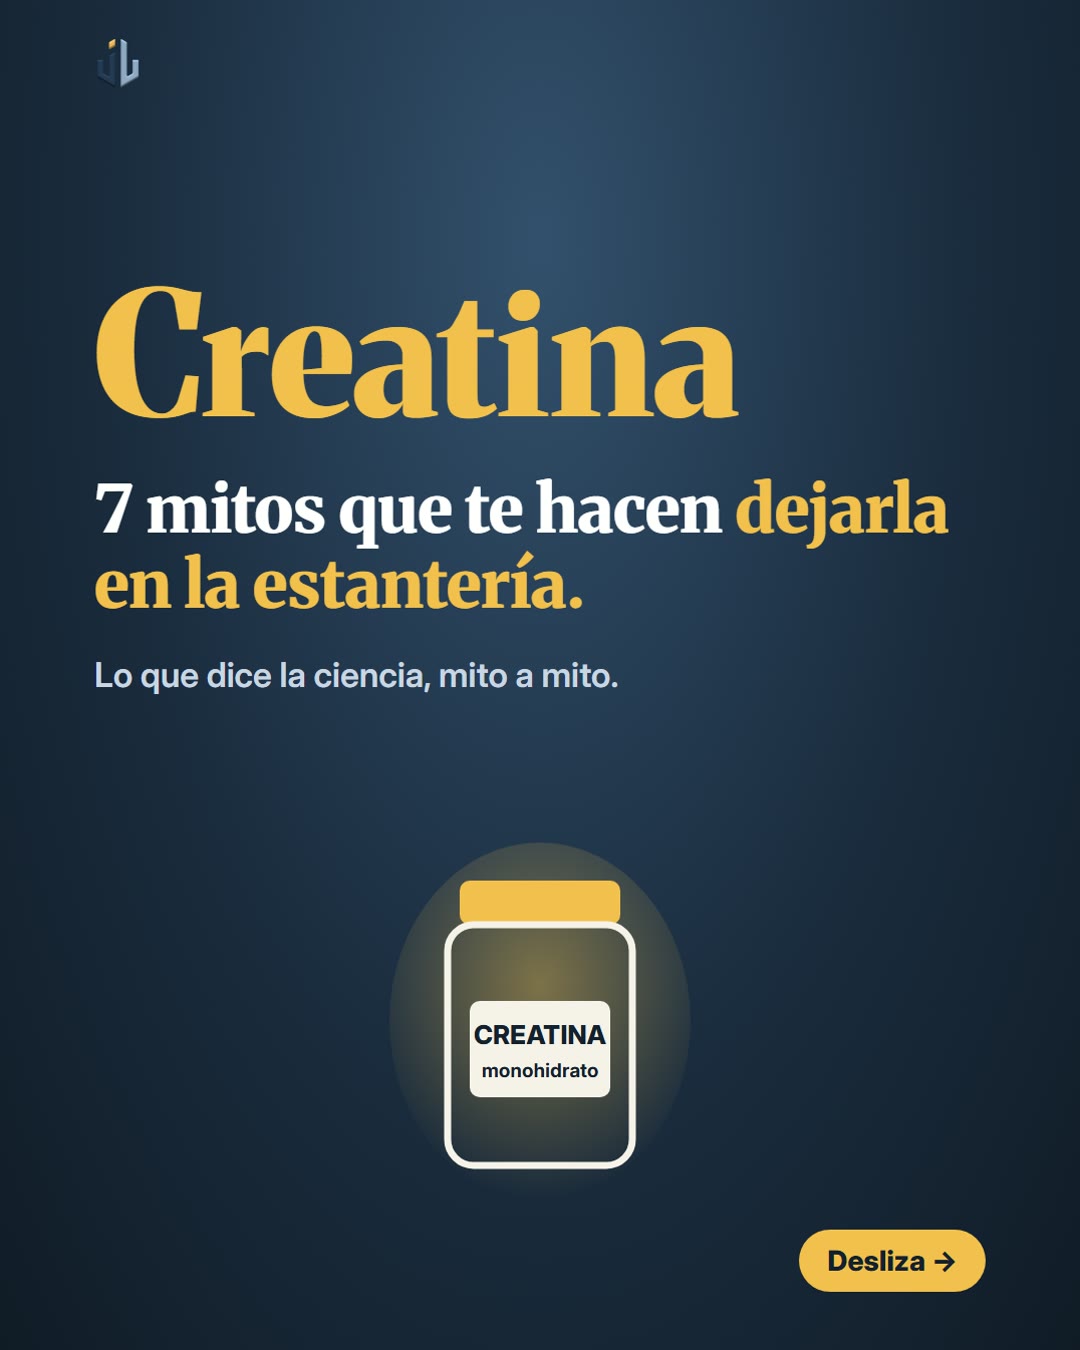 Creatina
7 mitos que te hacen dejarla
en la estantería.
Lo que dice la ciencia, mito a mito.
CREATINA
monohidrato
Desliza →